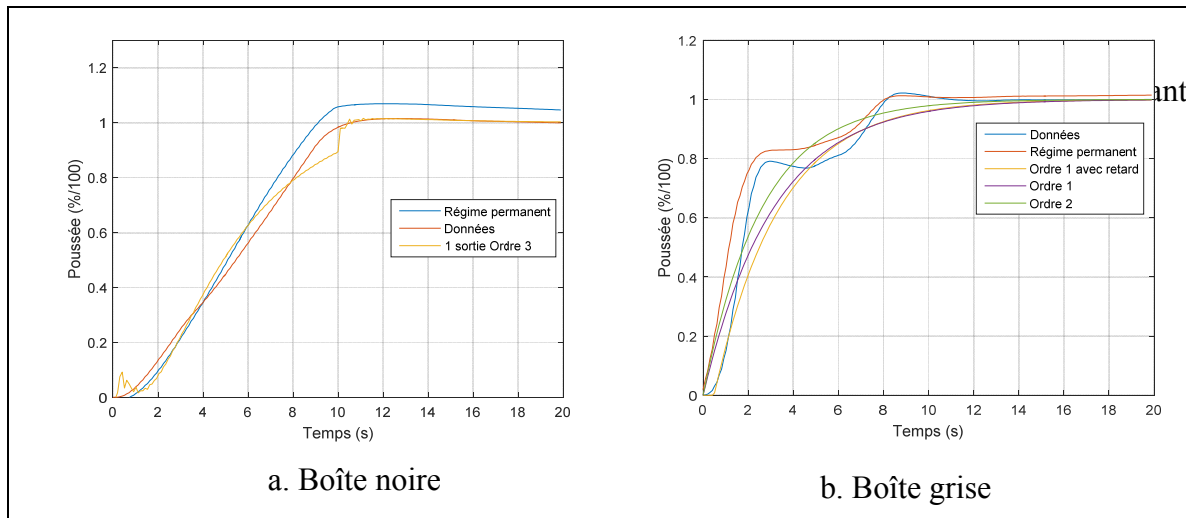 1.2
1
0.8
0.6
0.4
0.2
0
Poussée (%/100)
0 2 4 6 8 10 12 14 16 18 20
Temps (s)
Régime permanent
Données
1 sortie Ordre 3
a. Boîte noire
1.2
1
0.8
0.6
0.4
0.2
0
Poussée (%/100)
0 2 4 6 8 10 12 14 16 18 20
Temps (s)
Données
Régime permanent
Ordre 1 avec retard
Ordre 1
Ordre 2
ant
b. Boîte grise